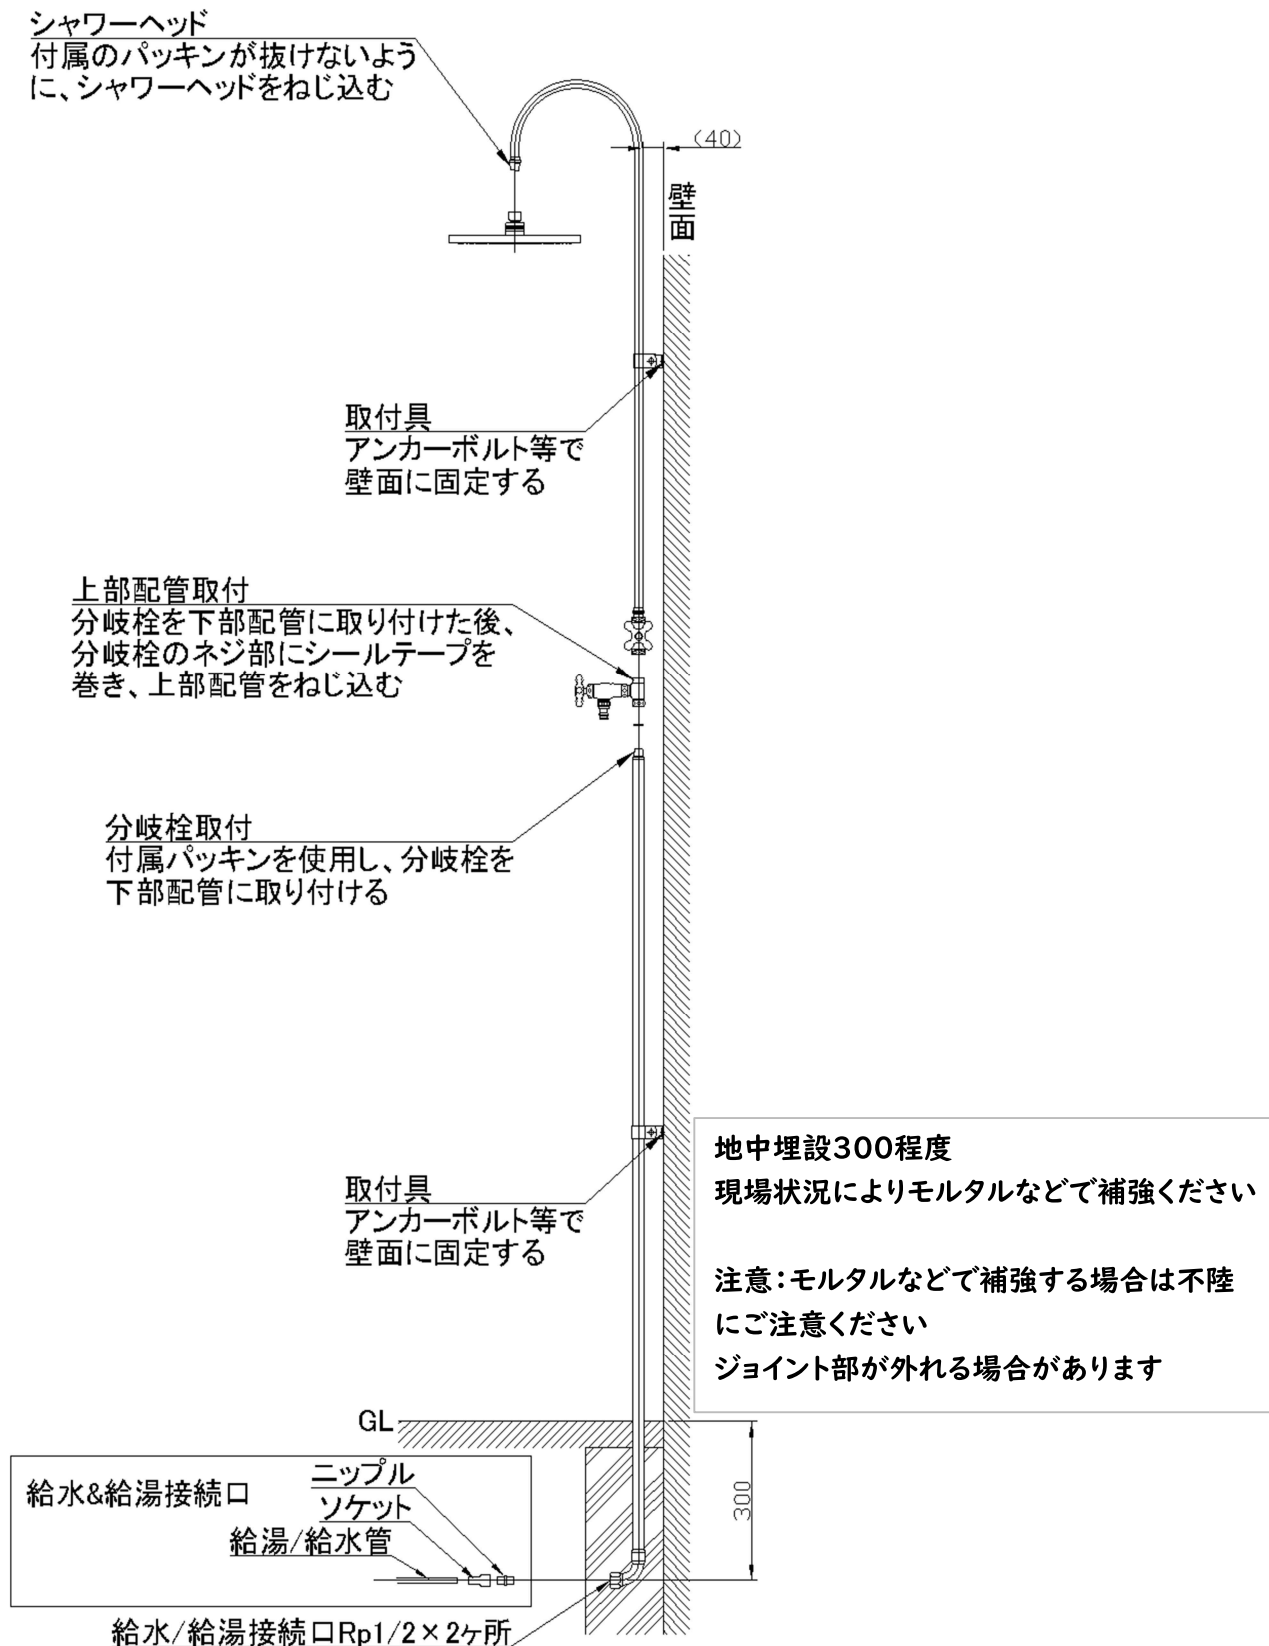 シャワーヘッド
付属のパッキンが抜けないよう
に、シャワーヘッドをねじ込む
(40)
壁面
取付具
アンカーボルト等で
壁面に固定する
上部配管取付
分岐栓を下部配管に取り付けた後、
分岐栓のネジ部にシールテープを
巻き、上部配管をねじ込む
分岐栓取付
付属パッキンを使用し、分岐栓を
下部配管に取り付ける
取付具
アンカーボルト等で
壁面に固定する
地中埋設300程度
現場状況によりモルタルなどで補強ください
注意:モルタルなどで補強する場合は不陸
にご注意ください
ジョイント部が外れる場合があります
GL
300
給水&給湯接続口
ニップル
ソケット
給湯/給水管
給水/給湯接続口Rp1/2×2ヶ所